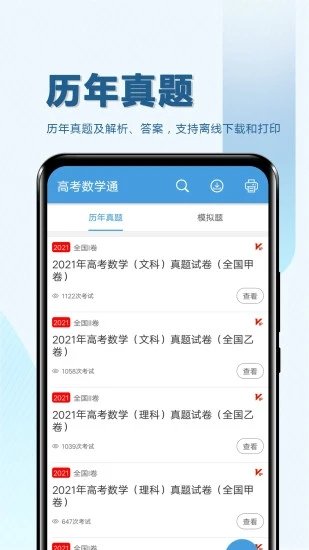 历年真题
历年真题及解析、答案，支持离线下载和打印
高考数学通
历年真题 模拟题
2021 全国I卷
2021年高考数学（文科）真题试卷（全国甲
卷）
1122次考试 查看
2021 全国II卷
2021年高考数学（文科）真题试卷（全国乙
卷）
1058次考试 查看
2021 全国II卷
2021年高考数学（理科）真题试卷（全国乙
卷）
1039次考试 查看
2021 全国I卷
2021年高考数学（理科）真题试卷（全国甲
卷）
647次考试 查看
2021 全国I卷